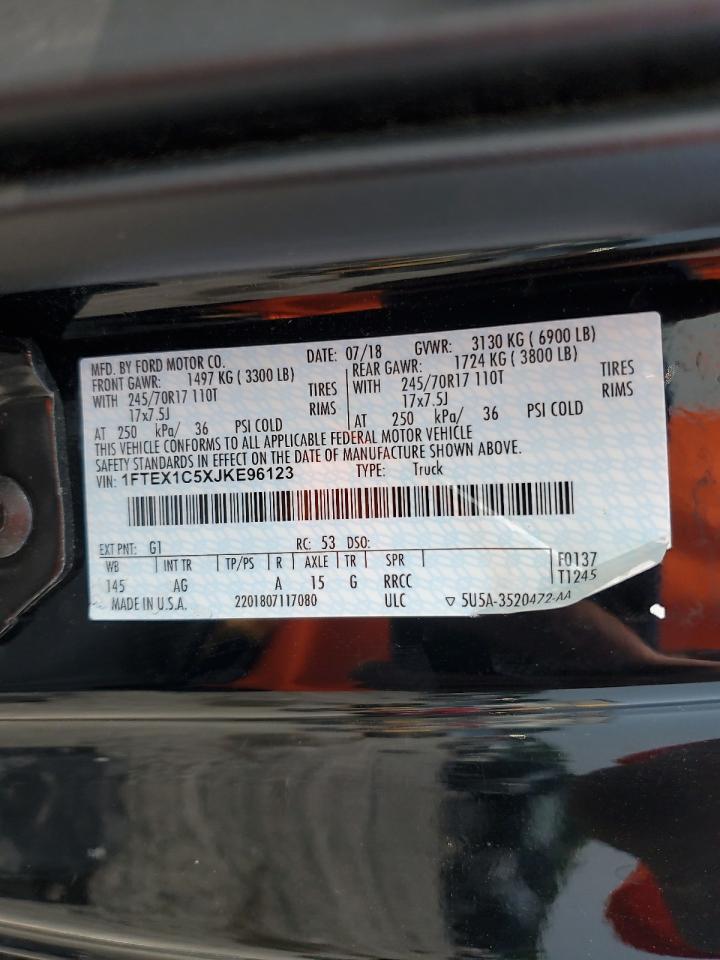 MFD. BY FORD MOTOR CO. DATE: 07/18 GVWR: 3130 KG ( 6900 LB)
FRONT GAWR: 1497 KG ( 3300 LB) REAR GAWR: 1724 KG ( 3800 LB)
WITH 245/70R17 110T TIRES WITH 245/70R17 110T TIRES
17x7.5J RIMS 17x7.5J RIMS
AT 250 kPa/ 36 PSI COLD AT 250 kPa/ 36 PSI COLD
THIS VEHICLE CONFORMS TO ALL APPLICABLE FEDERAL MOTOR VEHICLE
SAFETY STANDARDS IN EFFECT ON THE DATE OF MANUFACTURE SHOWN ABOVE.
VIN: 1FTEX1C5XJKE96123 TYPE: Truck
EXT PNT: G1 RC: 53 DSO:
WB INT TR TP/PS R AXLE TR SPR F0137
145 AG A 15 G RRCC T1245
MADE IN U.S.A. 2201807117080 ULC ▽ 5U5A-3520472-AA